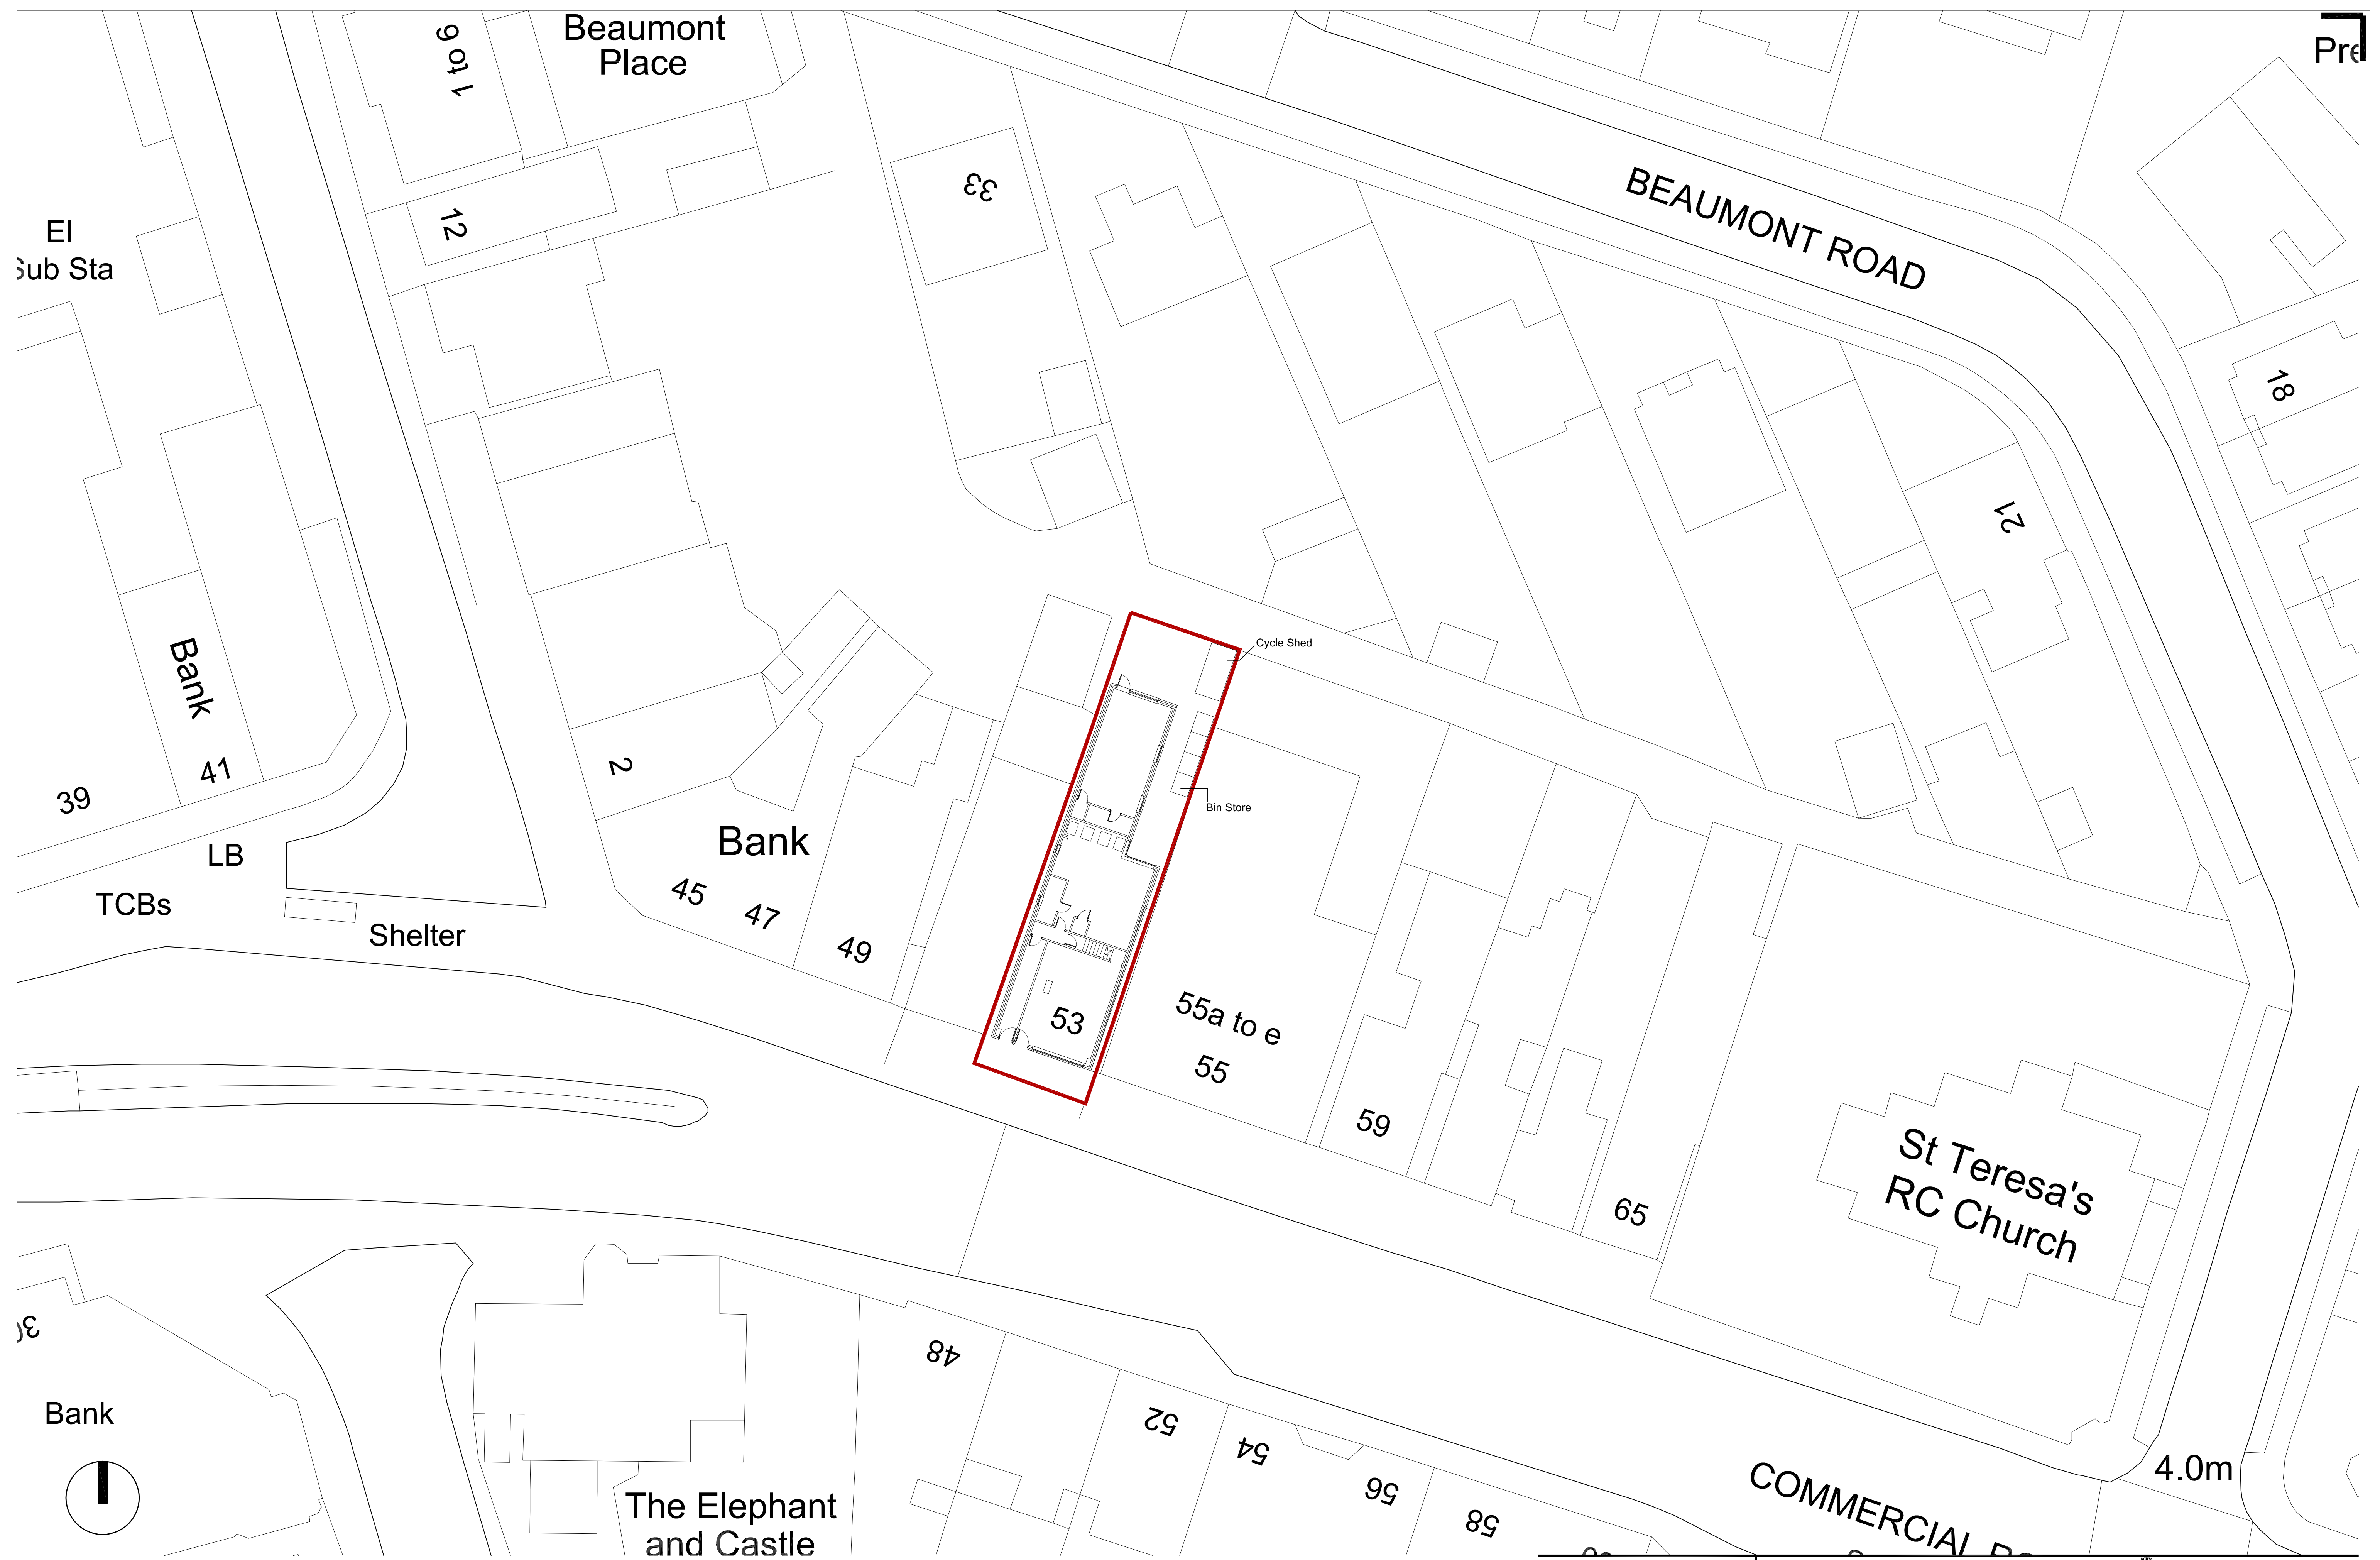 Beaumont
Place
1 to 6
33
12
El
Sub Sta
BEAUMONT ROAD
18
21
Cycle Shed
Bin Store
Bank
41
39
2
LB
TCBs
Shelter
Bank
45
47
49
53
55a to e
55
59
65
St Teresa's
RC Church
Bank
48
52
54
56
58
4.0m
COMMERCIAL
The Elephant
and Castle